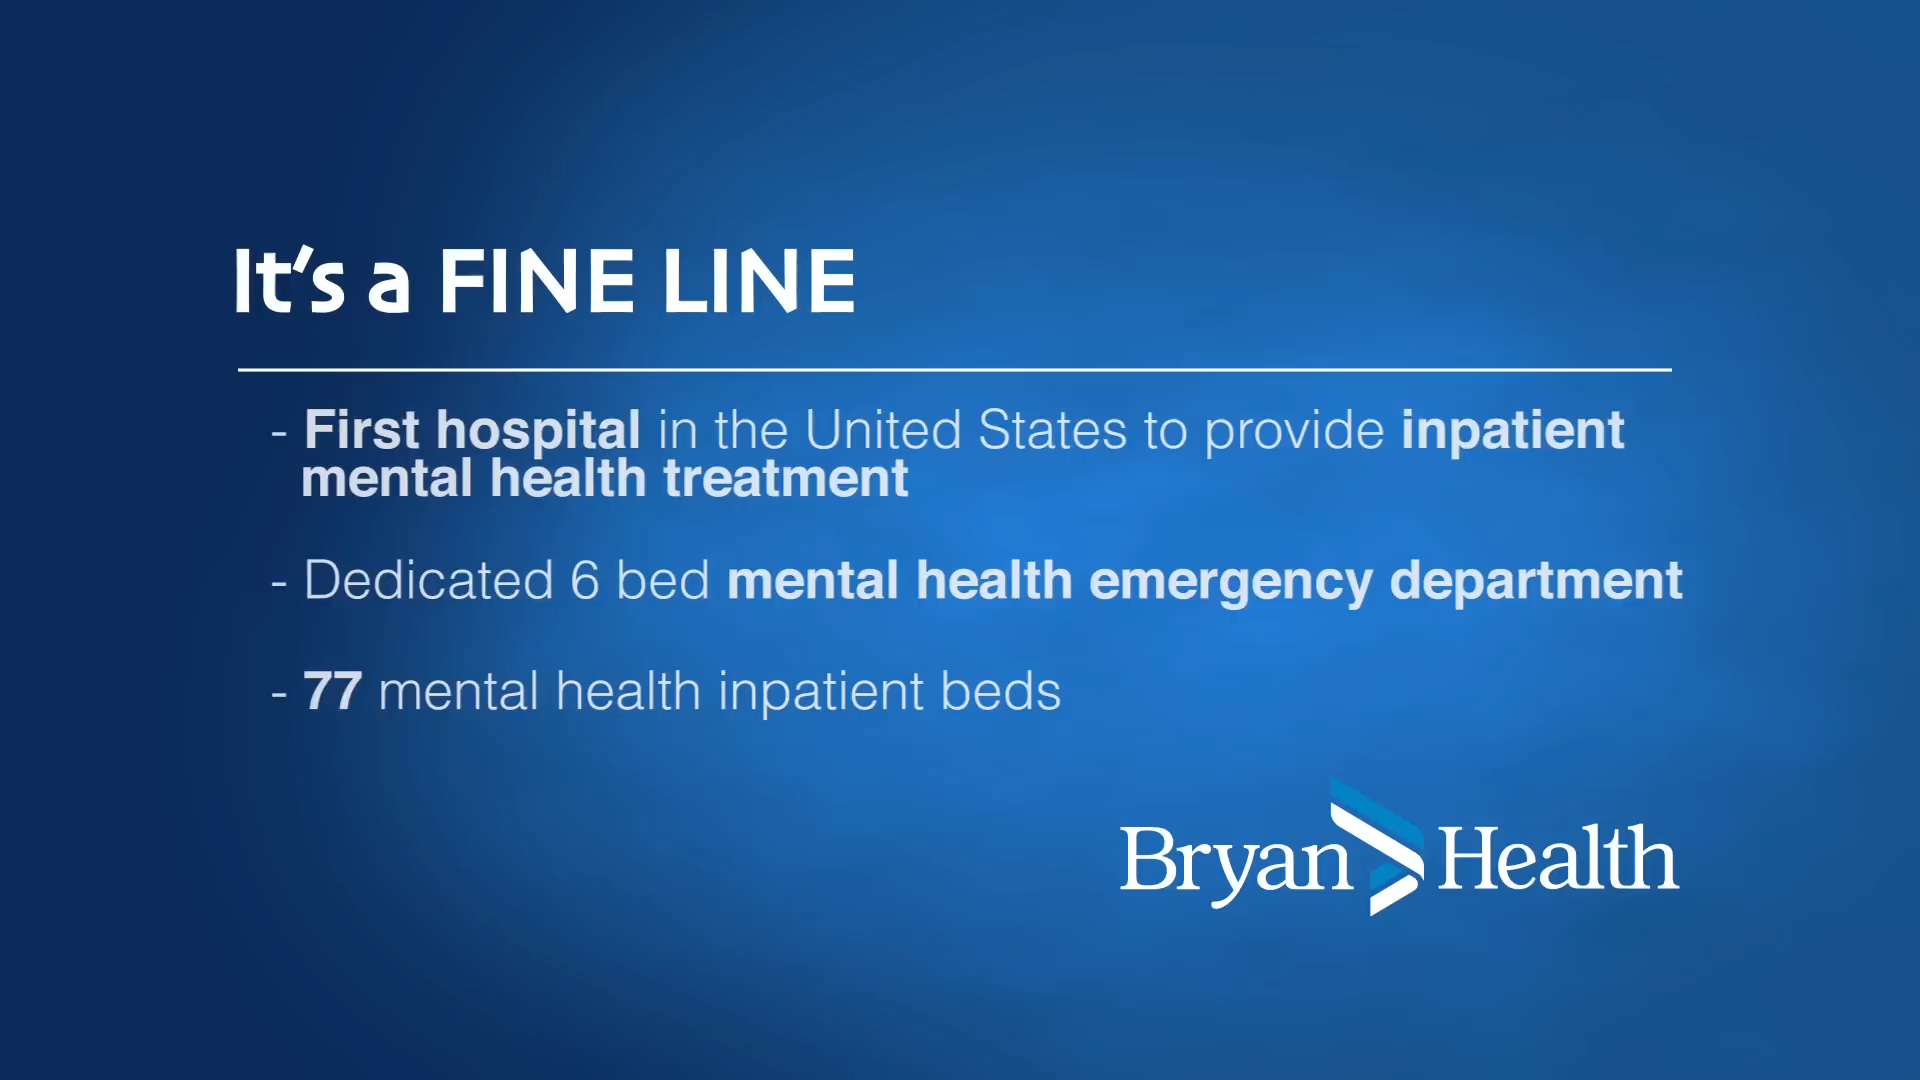 It's a FINE LINE
- First hospital in the United States to provide inpatient
mental health treatment
- Dedicated 6 bed mental health emergency department
- 77 mental health inpatient beds
Bryan Health